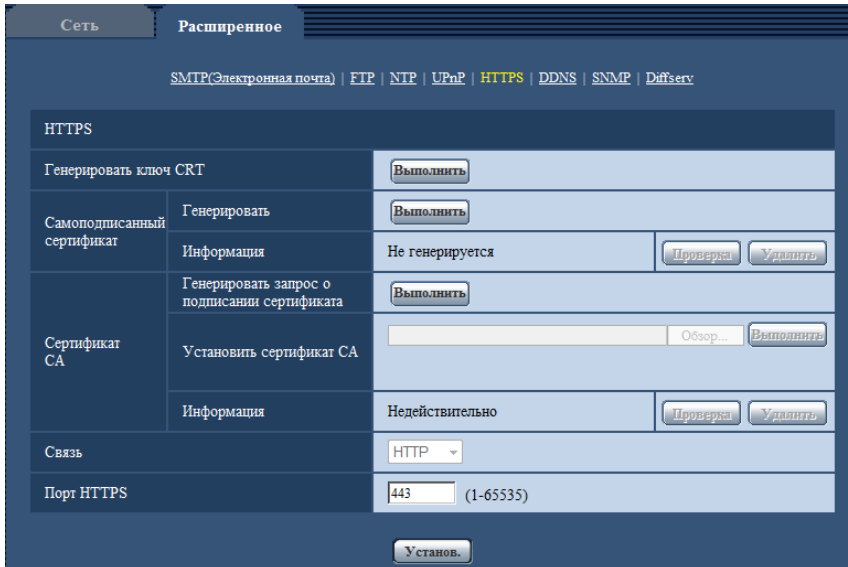 Сеть
Расширенное
SMTP(Электронная почта) | FTP | NTP | UPnP | HTTPS | DDNS | SNMP | Diffserv
HTTPS
Генерировать ключ CRT
Выполнить
Самоподписанный
сертификат
Генерировать
Выполнить
Информация
Не генерируется
Проверка
Удалить
Сертификат
CA
Генерировать запрос о
подписании сертификата
Выполнить
Установить сертификат CA
Обзор...
Выполнить
Информация
Недействительно
Проверка
Удалить
Связь
HTTP
Порт HTTPS
443
(1-65535)
Установ.